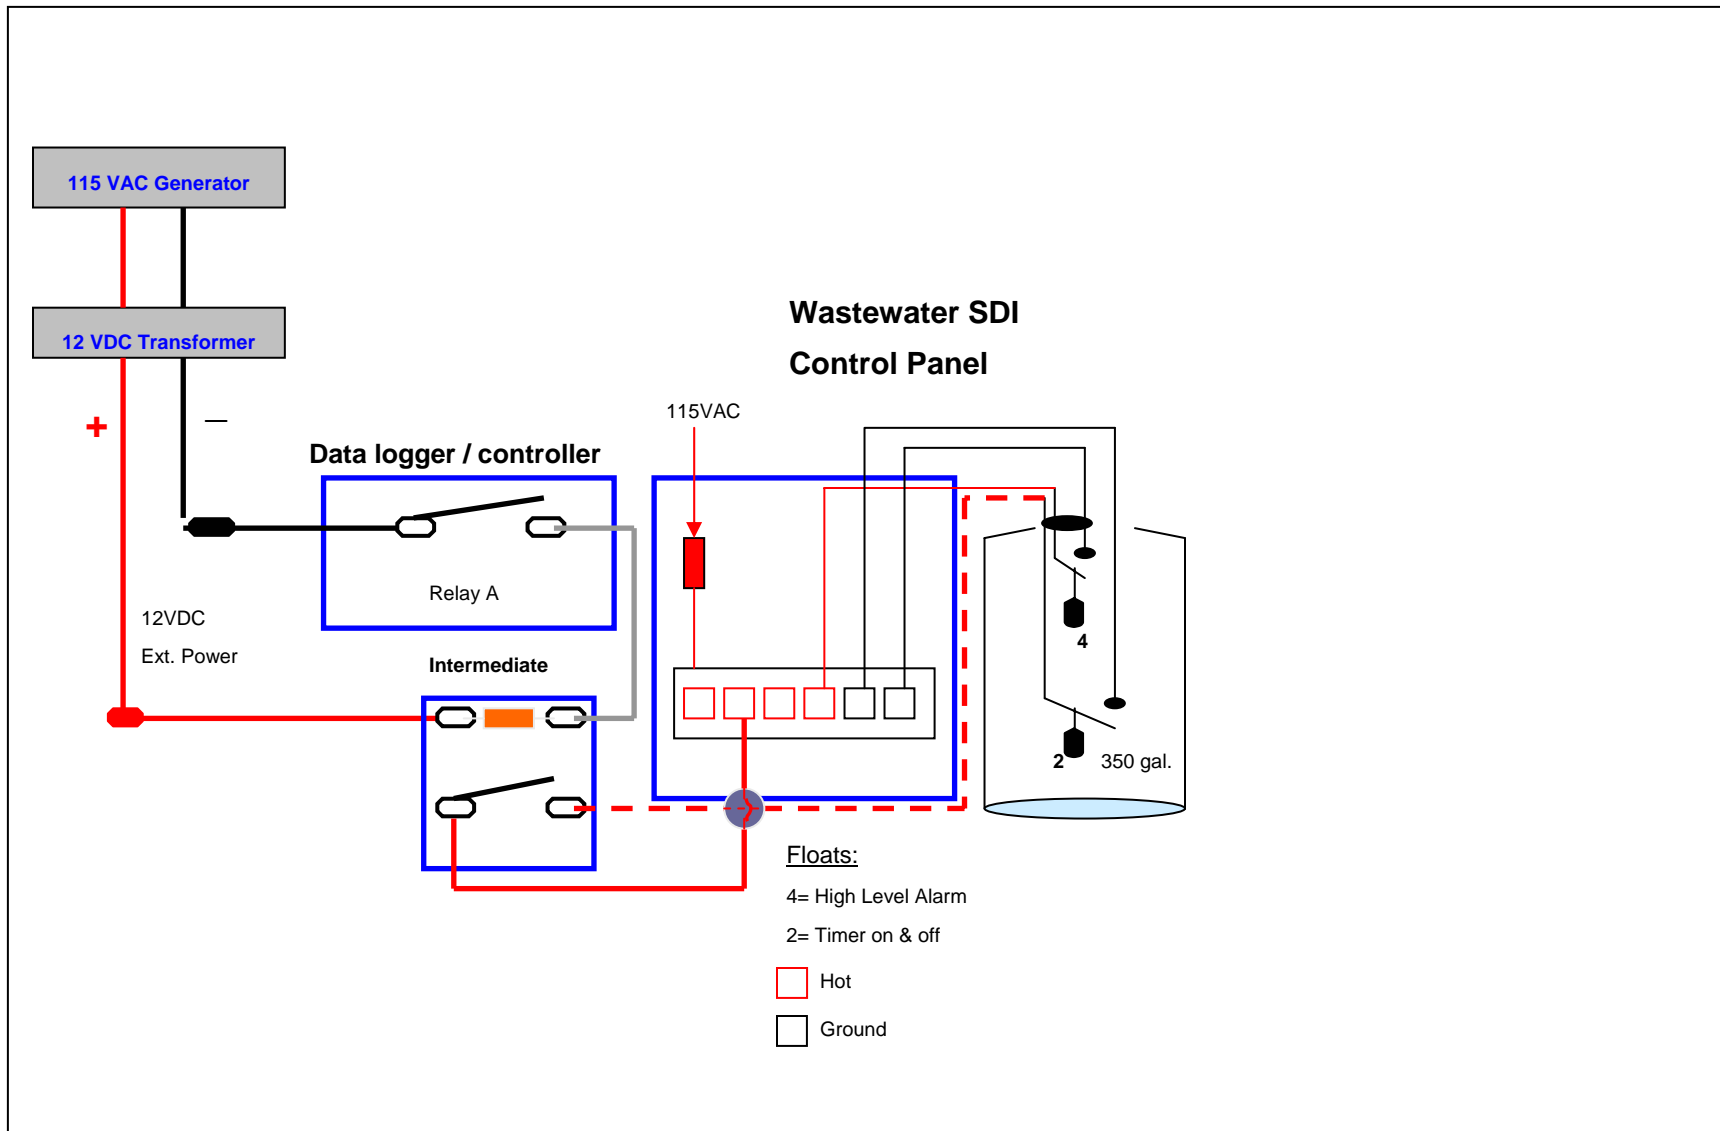 115 VAC Generator
12 VDC Transformer
+
—
Wastewater SDI
Control Panel
115VAC
Data logger / controller
Relay A
12VDC
Ext. Power
Intermediate
4
2
350 gal.
Floats:
4= High Level Alarm
2= Timer on & off
Hot
Ground